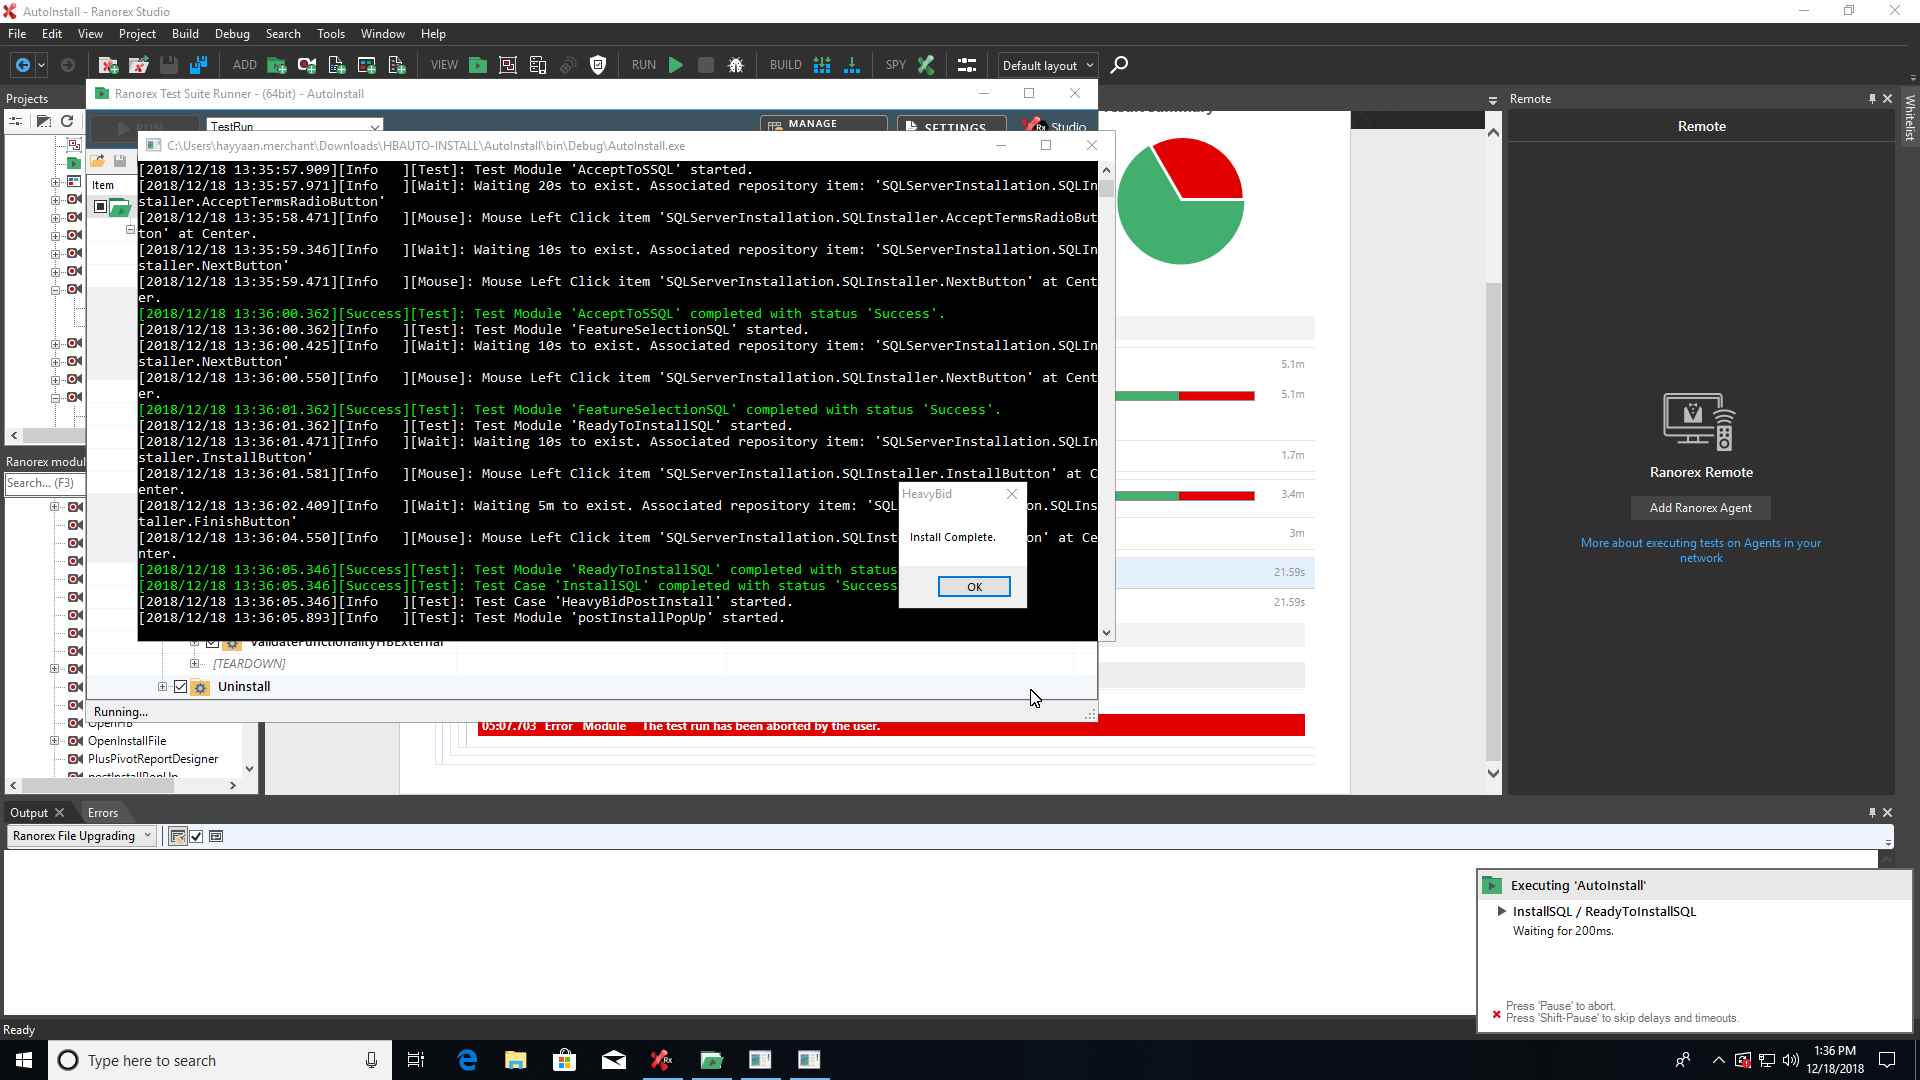 AutoInstall - Ranorex Studio
File Edit View Project Build Debug Search Tools Window Help
ADD VIEW RUN BUILD SPY Default layout
Projects
Ranorex Test Suite Runner - (64bit) - AutoInstall
Remote
Whitelist
TestRun MANAGE SETTINGS Studio
Remote
C:\Users\hayyaan.merchant\Downloads\HBAUTO-INSTALL\AutoInstall\bin\Debug\AutoInstall.exe
Item
[2018/12/18 13:35:57.909][Info   ][Test]: Test Module 'AcceptToSSQL' started.
[2018/12/18 13:35:57.971][Info   ][Wait]: Waiting 20s to exist. Associated repository item: 'SQLServerInstallation.SQLIn
staller.AcceptTermsRadioButton'
[2018/12/18 13:35:58.471][Info   ][Mouse]: Mouse Left Click item 'SQLServerInstallation.SQLInstaller.AcceptTermsRadioBut
ton' at Center.
[2018/12/18 13:35:59.346][Info   ][Wait]: Waiting 10s to exist. Associated repository item: 'SQLServerInstallation.SQLIn
staller.NextButton'
[2018/12/18 13:35:59.471][Info   ][Mouse]: Mouse Left Click item 'SQLServerInstallation.SQLInstaller.NextButton' at Cent
er.
[2018/12/18 13:36:00.362][Success][Test]: Test Module 'AcceptToSSQL' completed with status 'Success'.
[2018/12/18 13:36:00.362][Info   ][Test]: Test Module 'FeatureSelectionSQL' started.
[2018/12/18 13:36:00.425][Info   ][Wait]: Waiting 10s to exist. Associated repository item: 'SQLServerInstallation.SQLIn
staller.NextButton'
[2018/12/18 13:36:00.550][Info   ][Mouse]: Mouse Left Click item 'SQLServerInstallation.SQLInstaller.NextButton' at Cent
er.
[2018/12/18 13:36:01.362][Success][Test]: Test Module 'FeatureSelectionSQL' completed with status 'Success'.
[2018/12/18 13:36:01.362][Info   ][Test]: Test Module 'ReadyToInstallSQL' started.
[2018/12/18 13:36:01.471][Info   ][Wait]: Waiting 10s to exist. Associated repository item: 'SQLServerInstallation.SQLIn
staller.InstallButton'
[2018/12/18 13:36:01.581][Info   ][Mouse]: Mouse Left Click item 'SQLServerInstallation.SQLInstaller.InstallButton' at C
enter.
[2018/12/18 13:36:02.409][Info   ][Wait]: Waiting 5m to exist. Associated repository item: 'SQL on.SQLIns
taller.FinishButton'
[2018/12/18 13:36:04.550][Info   ][Mouse]: Mouse Left Click item 'SQLServerInstallation.SQLInst on' at Ce
nter.
[2018/12/18 13:36:05.346][Success][Test]: Test Module 'ReadyToInstallSQL' completed with status
[2018/12/18 13:36:05.346][Success][Test]: Test Case 'InstallSQL' completed with status 'Success
[2018/12/18 13:36:05.346][Info   ][Test]: Test Case 'HeavyBidPostInstall' started.
[2018/12/18 13:36:05.893][Info   ][Test]: Test Module 'postInstallPopUp' started.
HeavyBid
Install Complete.
OK
5.1m
5.1m
1.7m
3.4m
3m
21.59s
21.59s
Ranorex Remote
Add Ranorex Agent
More about executing tests on Agents in your
network
Ranorex modul
Search... (F3)
ValidateFunctionalityHBExternal
[TEARDOWN]
Uninstall
Running...
05:07.703 Error Module The test run has been aborted by the user.
OpenHB
OpenInstallFile
PlusPivotReportDesigner
postInstallPopUp
Output Errors
Ranorex File Upgrading
Executing 'AutoInstall'
InstallSQL / ReadyToInstallSQL
Waiting for 200ms.
Press 'Pause' to abort.
Press 'Shift-Pause' to skip delays and timeouts.
Ready
Type here to search
1:36 PM
12/18/2018